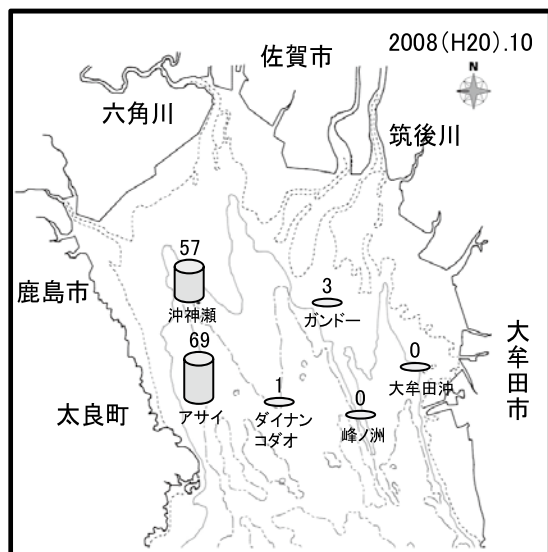 2008(H20).10
N
佐賀市
六角川
筑後川
鹿島市
57
沖神瀬
3
ガンドー
69
アサイ
太良町
1
ダイナン
コダオ
0
峰ノ洲
0
大牟田沖
大牟田市